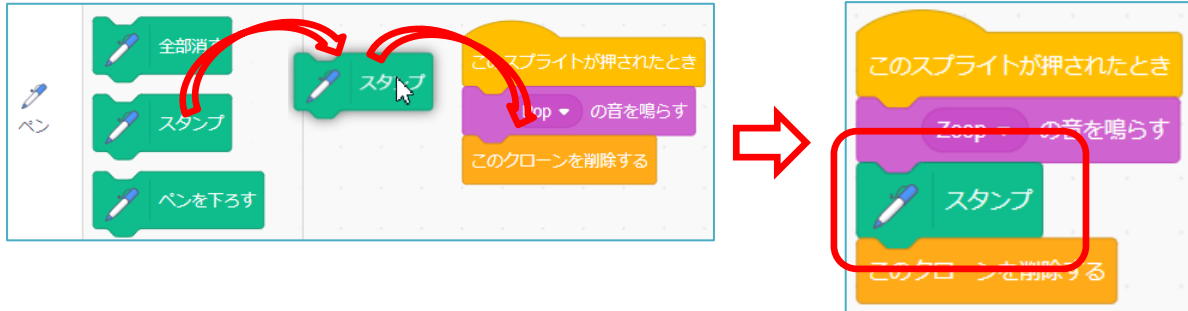 ペン
全部消す
スタンプ
ペンを下ろす
スタンプ
このスプライトが押されたとき
の音を鳴らす
このクローンを削除する
このスプライトが押されたとき
Zoop の音を鳴らす
スタンプ
このクローンを削除する